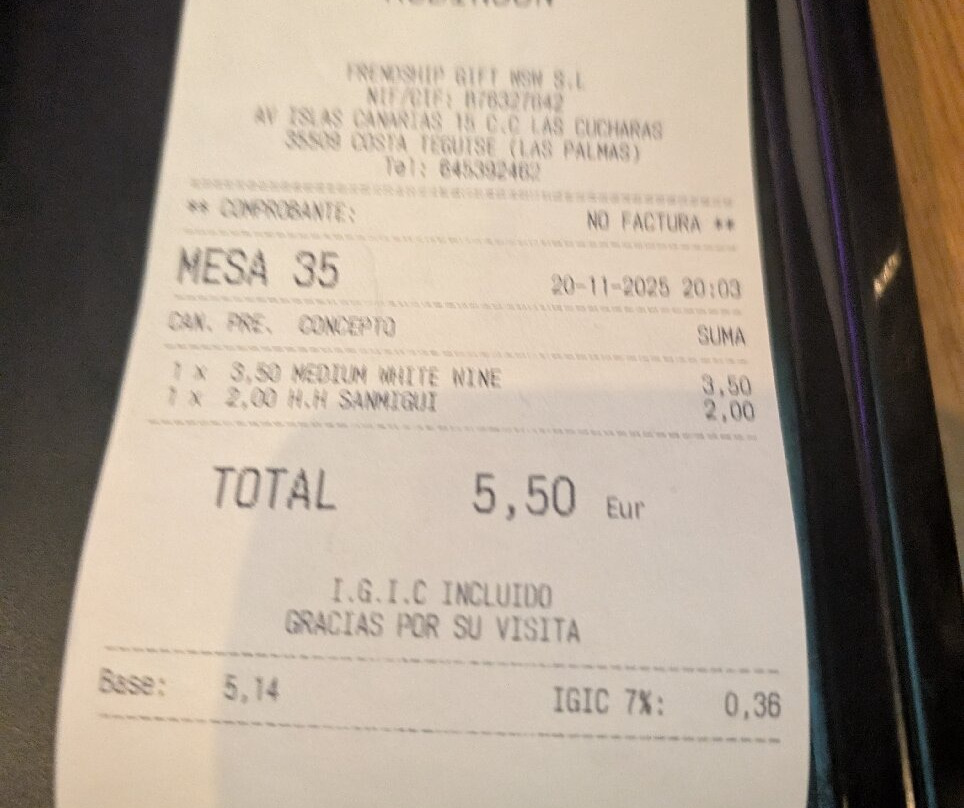 FRENDSHIP GIFT NSN S.L
NIF/CIF:
AV ISLAS CANARIAS 15 C.C LAS CUCHARAS
35509 COSTA TEGUISE (LAS PALMAS)
Tel: 645392462
** COMPROBANTE: NO FACTURA **
MESA 35 20-11-2025 20:03
CAN. PRE. CONCEPTO SUMA
1 x 3,50 MEDIUM WHITE WINE 3,50
1 x 2,00 H.H SANMIGUI 2,00
TOTAL 5,50 Eur
I.G.I.C INCLUIDO
GRACIAS POR SU VISITA
Base: 5,14 IGIC 7%: 0,36